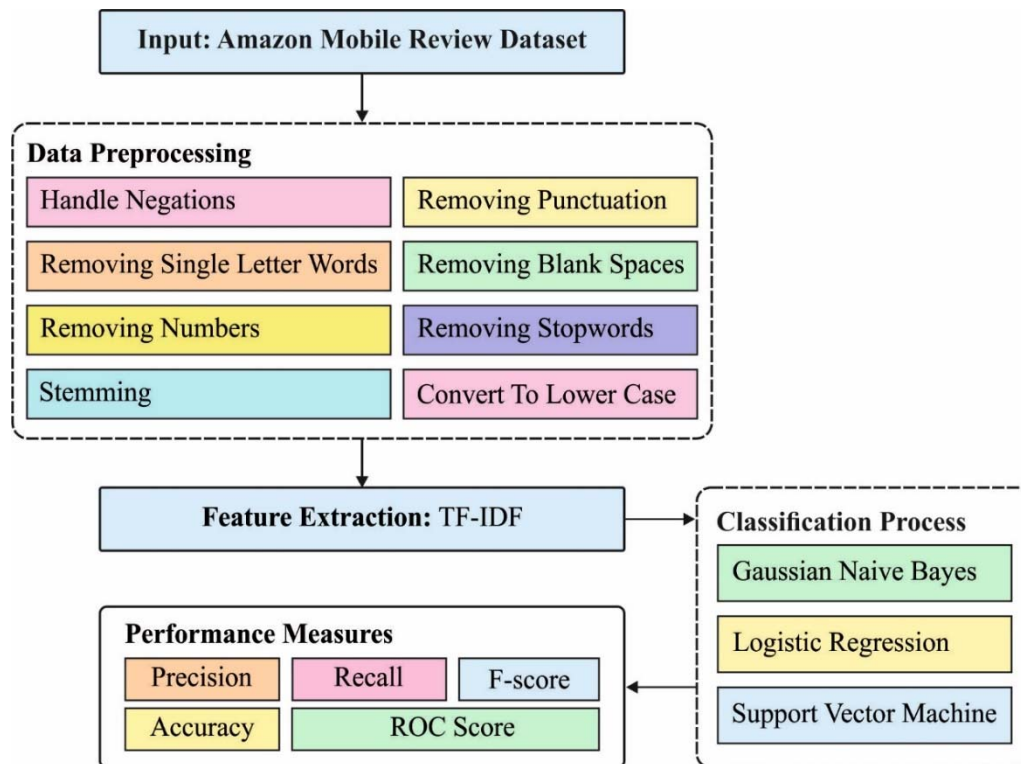 Input: Amazon Mobile Review Dataset
Data Preprocessing
Handle Negations
Removing Punctuation
Removing Single Letter Words
Removing Blank Spaces
Removing Numbers
Removing Stopwords
Stemming
Convert To Lower Case
Feature Extraction: TF-IDF
Classification Process
Gaussian Naive Bayes
Logistic Regression
Support Vector Machine
Performance Measures
Precision
Recall
F-score
Accuracy
ROC Score